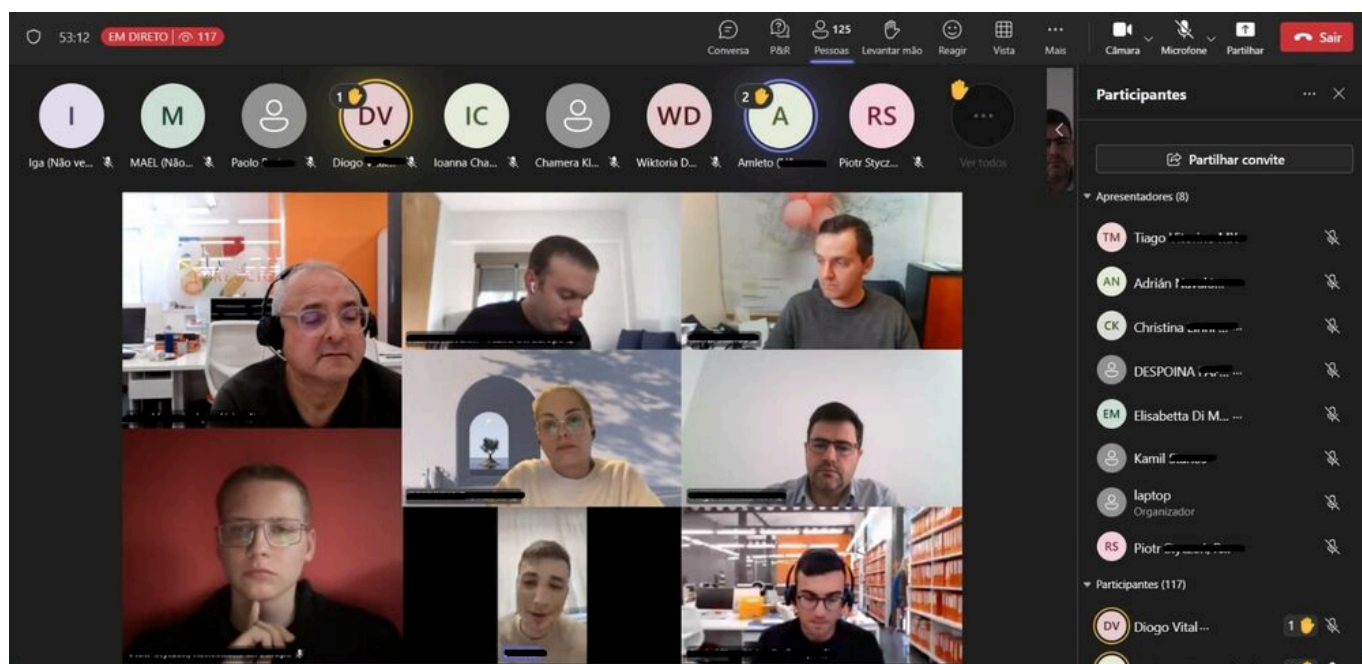 53:12 EM DIRETO | 117
Conversa P&R 125 Pessoas Levantar mão Reagir Vista Mais Câmara Microfone Partilhar Sair
I M 1 DV IC WD 2 A RS ...
Iga (Não ve... MAEL (Não... Paolo Diogo Ioanna Cha... Chamera Kl... Wiktoria D... Amleto Piotr Stycz... Ver todos
Participantes
Partilhar convite
Apresentadores (8)
TM Tiago
AN Adrián
CK Christina
DESPOINA
EM Elisabetta Di M... ...
Kamil
laptop
Organizador
RS Piotr
Participantes (117)
DV Diogo Vital ... 1